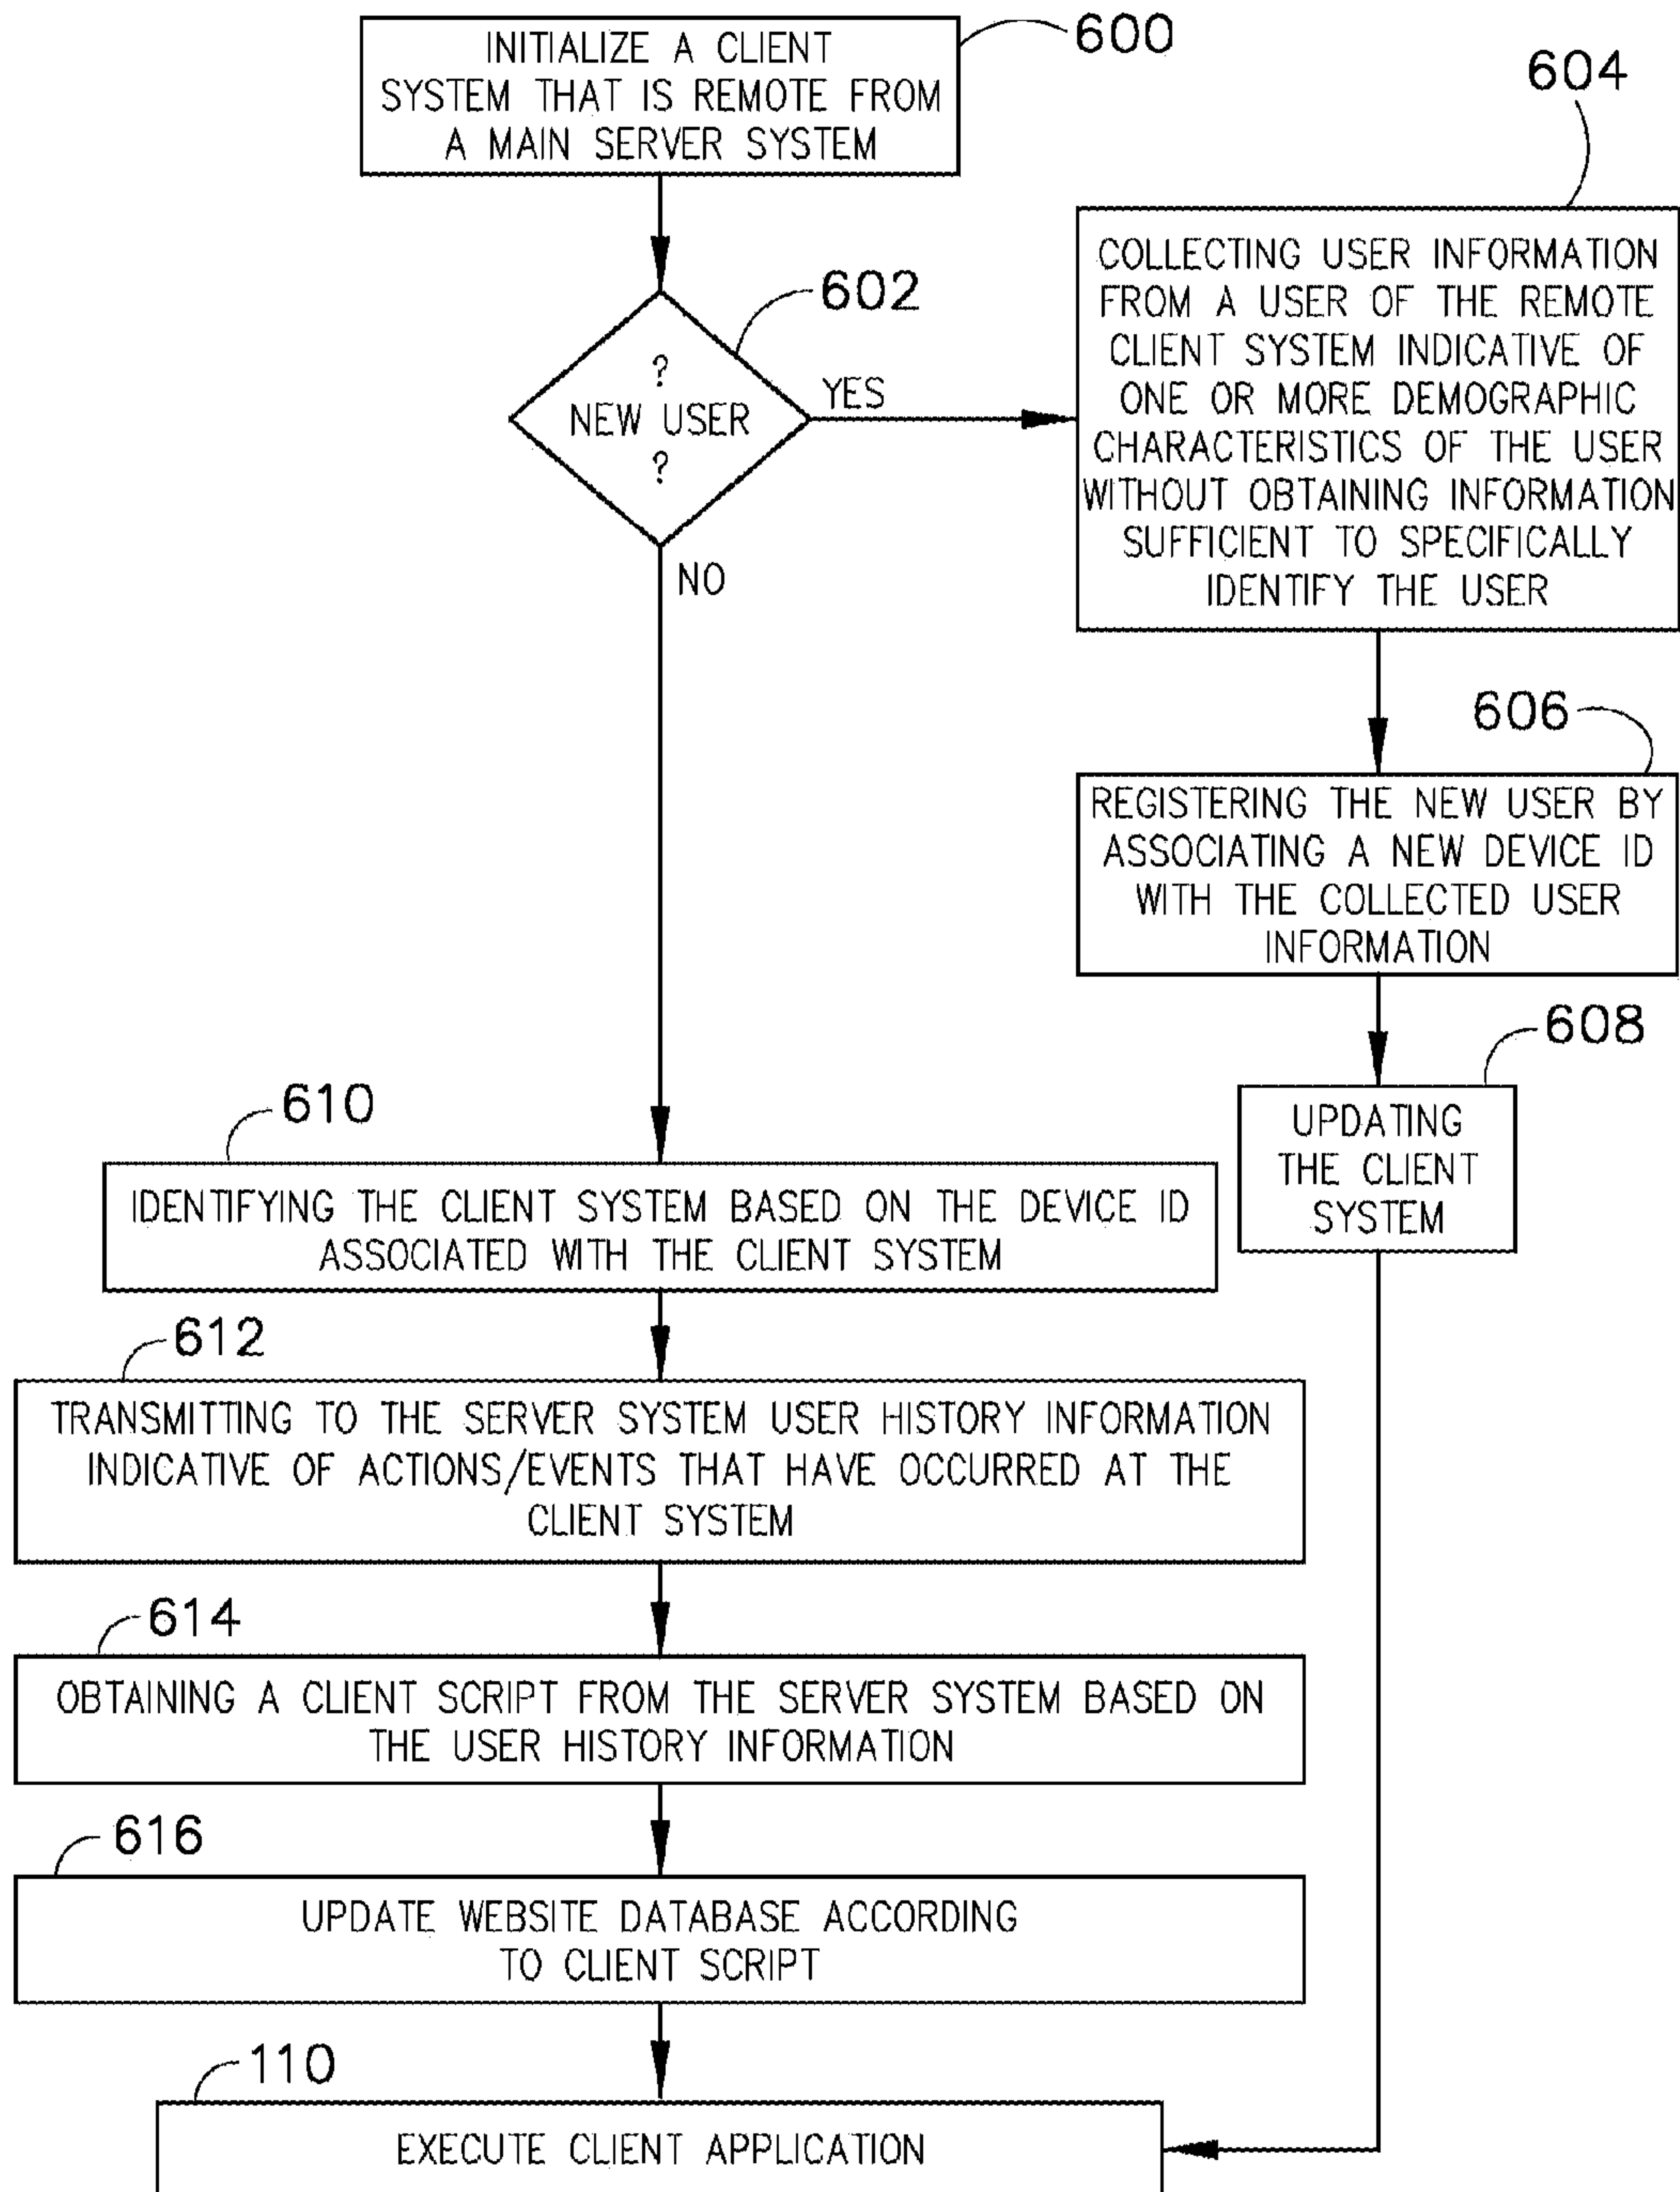 INITIALIZE A CLIENT
SYSTEM THAT IS REMOTE FROM
A MAIN SERVER SYSTEM
600
604
602
?
NEW USER
?
YES
NO
COLLECTING USER INFORMATION
FROM A USER OF THE REMOTE
CLIENT SYSTEM INDICATIVE OF
ONE OR MORE DEMOGRAPHIC
CHARACTERISTICS OF THE USER
WITHOUT OBTAINING INFORMATION
SUFFICIENT TO SPECIFICALLY
IDENTIFY THE USER
606
REGISTERING THE NEW USER BY
ASSOCIATING A NEW DEVICE ID
WITH THE COLLECTED USER
INFORMATION
608
UPDATING
THE CLIENT
SYSTEM
610
IDENTIFYING THE CLIENT SYSTEM BASED ON THE DEVICE ID
ASSOCIATED WITH THE CLIENT SYSTEM
612
TRANSMITTING TO THE SERVER SYSTEM USER HISTORY INFORMATION
INDICATIVE OF ACTIONS/EVENTS THAT HAVE OCCURRED AT THE
CLIENT SYSTEM
614
OBTAINING A CLIENT SCRIPT FROM THE SERVER SYSTEM BASED ON
THE USER HISTORY INFORMATION
616
UPDATE WEBSITE DATABASE ACCORDING
TO CLIENT SCRIPT
110
EXECUTE CLIENT APPLICATION